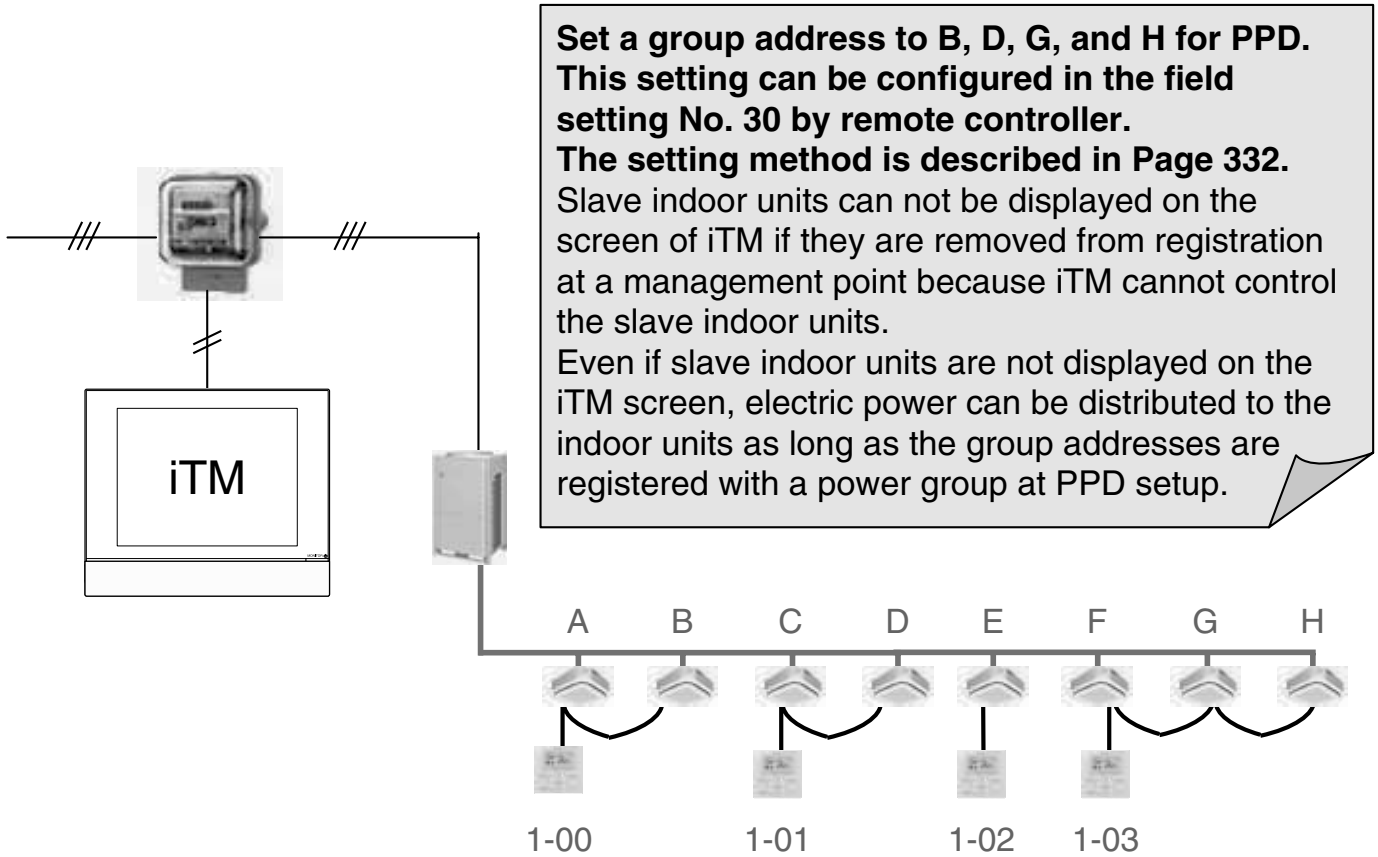 Set a group address to B, D, G, and H for PPD.
This setting can be configured in the field
setting No. 30 by remote controller.
The setting method is described in Page 332.
Slave indoor units can not be displayed on the
screen of iTM if they are removed from registration
at a management point because iTM cannot control
the slave indoor units.
Even if slave indoor units are not displayed on the
iTM screen, electric power can be distributed to the
indoor units as long as the group addresses are
registered with a power group at PPD setup.
iTM
A B C D E F G H
1-00 1-01 1-02 1-03